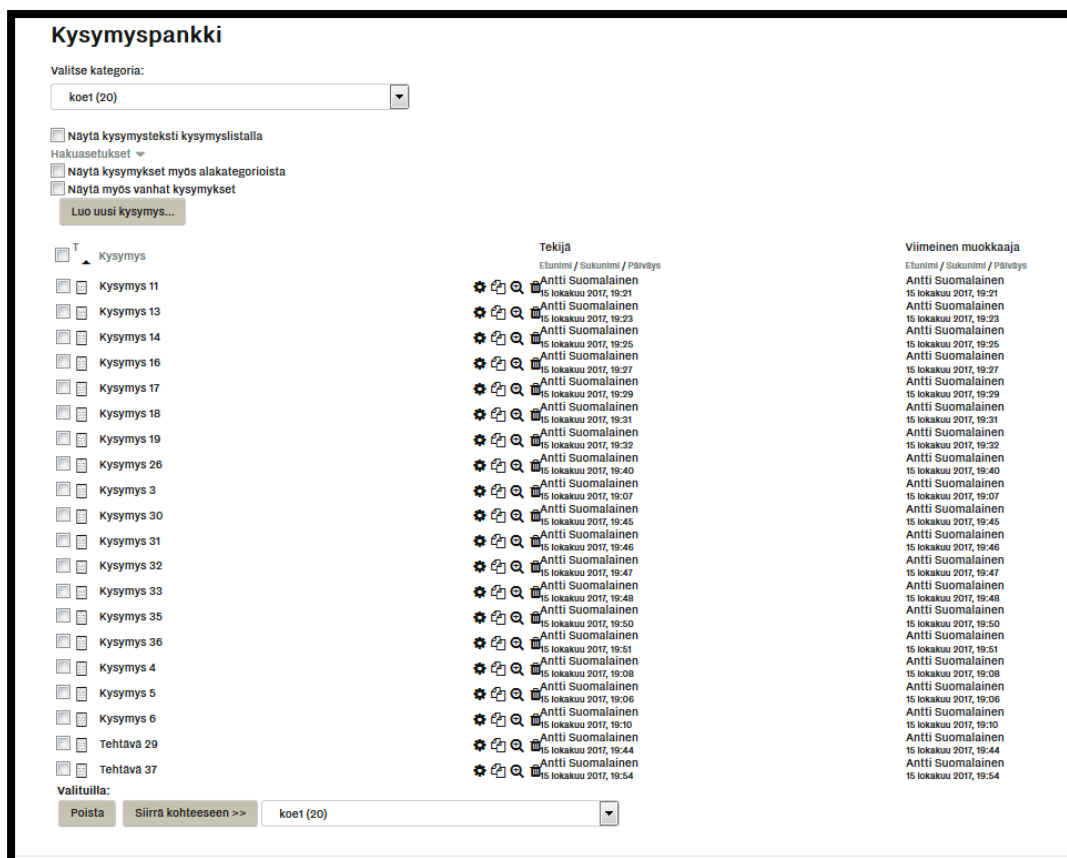 Kysymyspankki
Valitse kategoria:
koe1 (20)
Näytä kysymysteksti kysymyslistalla
Hakuasetukset
Näytä kysymykset myös alakategorioista
Näytä myös vanhat kysymykset
Luo uusi kysymys...
T Kysymys Tekijä Viimeinen muokkaaja
Etunimi / Sukunimi / Päiväys Etunimi / Sukunimi / Päiväys
Kysymys 11 Antti Suomalainen Antti Suomalainen
15 lokakuu 2017, 19:21 15 lokakuu 2017, 19:21
Kysymys 13 Antti Suomalainen Antti Suomalainen
15 lokakuu 2017, 19:23 15 lokakuu 2017, 19:23
Kysymys 14 Antti Suomalainen Antti Suomalainen
15 lokakuu 2017, 19:25 15 lokakuu 2017, 19:25
Kysymys 16 Antti Suomalainen Antti Suomalainen
15 lokakuu 2017, 19:27 15 lokakuu 2017, 19:27
Kysymys 17 Antti Suomalainen Antti Suomalainen
15 lokakuu 2017, 19:29 15 lokakuu 2017, 19:29
Kysymys 18 Antti Suomalainen Antti Suomalainen
15 lokakuu 2017, 19:31 15 lokakuu 2017, 19:31
Kysymys 19 Antti Suomalainen Antti Suomalainen
15 lokakuu 2017, 19:32 15 lokakuu 2017, 19:32
Kysymys 26 Antti Suomalainen Antti Suomalainen
15 lokakuu 2017, 19:40 15 lokakuu 2017, 19:40
Kysymys 3 Antti Suomalainen Antti Suomalainen
15 lokakuu 2017, 19:07 15 lokakuu 2017, 19:07
Kysymys 30 Antti Suomalainen Antti Suomalainen
15 lokakuu 2017, 19:45 15 lokakuu 2017, 19:45
Kysymys 31 Antti Suomalainen Antti Suomalainen
15 lokakuu 2017, 19:46 15 lokakuu 2017, 19:46
Kysymys 32 Antti Suomalainen Antti Suomalainen
15 lokakuu 2017, 19:47 15 lokakuu 2017, 19:47
Kysymys 33 Antti Suomalainen Antti Suomalainen
15 lokakuu 2017, 19:48 15 lokakuu 2017, 19:48
Kysymys 35 Antti Suomalainen Antti Suomalainen
15 lokakuu 2017, 19:50 15 lokakuu 2017, 19:50
Kysymys 36 Antti Suomalainen Antti Suomalainen
15 lokakuu 2017, 19:51 15 lokakuu 2017, 19:51
Kysymys 4 Antti Suomalainen Antti Suomalainen
15 lokakuu 2017, 19:08 15 lokakuu 2017, 19:08
Kysymys 5 Antti Suomalainen Antti Suomalainen
15 lokakuu 2017, 19:06 15 lokakuu 2017, 19:06
Kysymys 6 Antti Suomalainen Antti Suomalainen
15 lokakuu 2017, 19:10 15 lokakuu 2017, 19:10
Tehtävä 29 Antti Suomalainen Antti Suomalainen
15 lokakuu 2017, 19:44 15 lokakuu 2017, 19:44
Tehtävä 37 Antti Suomalainen Antti Suomalainen
15 lokakuu 2017, 19:54 15 lokakuu 2017, 19:54
Valituilla:
Poista Siirrä kohteeseen >> koe1 (20)